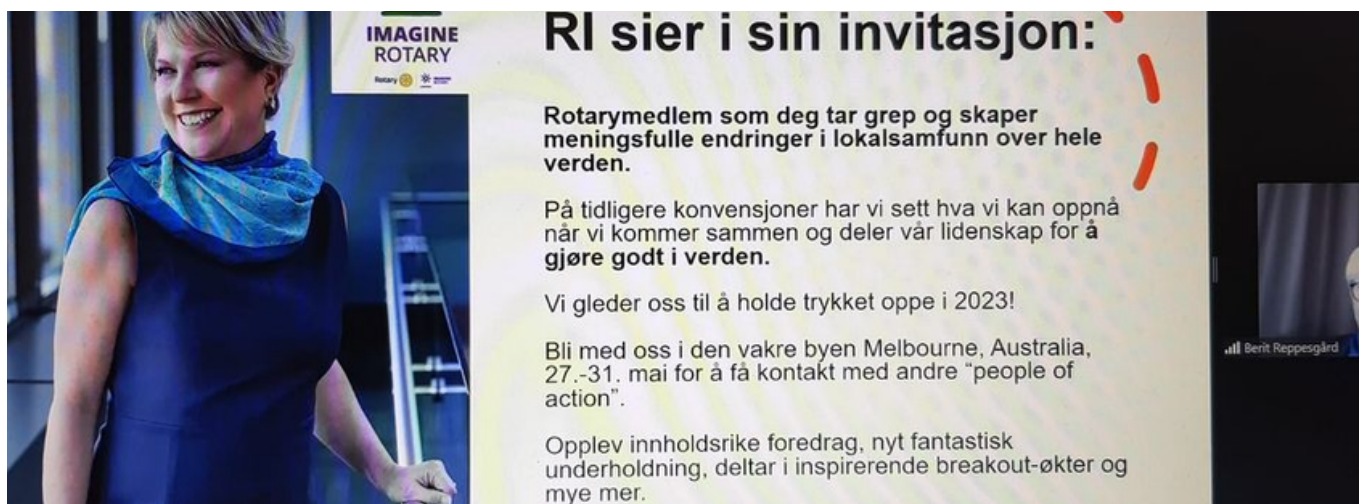 IMAGINE
ROTARY
Rotary
RI sier i sin invitasjon:
Rotarymedlem som deg tar grep og skaper
meningsfulle endringer i lokalsamfunn over hele
verden.
På tidligere konvensjoner har vi sett hva vi kan oppnå
når vi kommer sammen og deler vår lidenskap for å
gjøre godt i verden.
Vi gleder oss til å holde trykket oppe i 2023!
Bli med oss i den vakre byen Melbourne, Australia,
27.-31. mai for å få kontakt med andre “people of
action”.
Opplev innholdsrike foredrag, nyt fantastisk
underholdning, deltar i inspirerende breakout-økter og
mye mer.
Berit Reppesgård